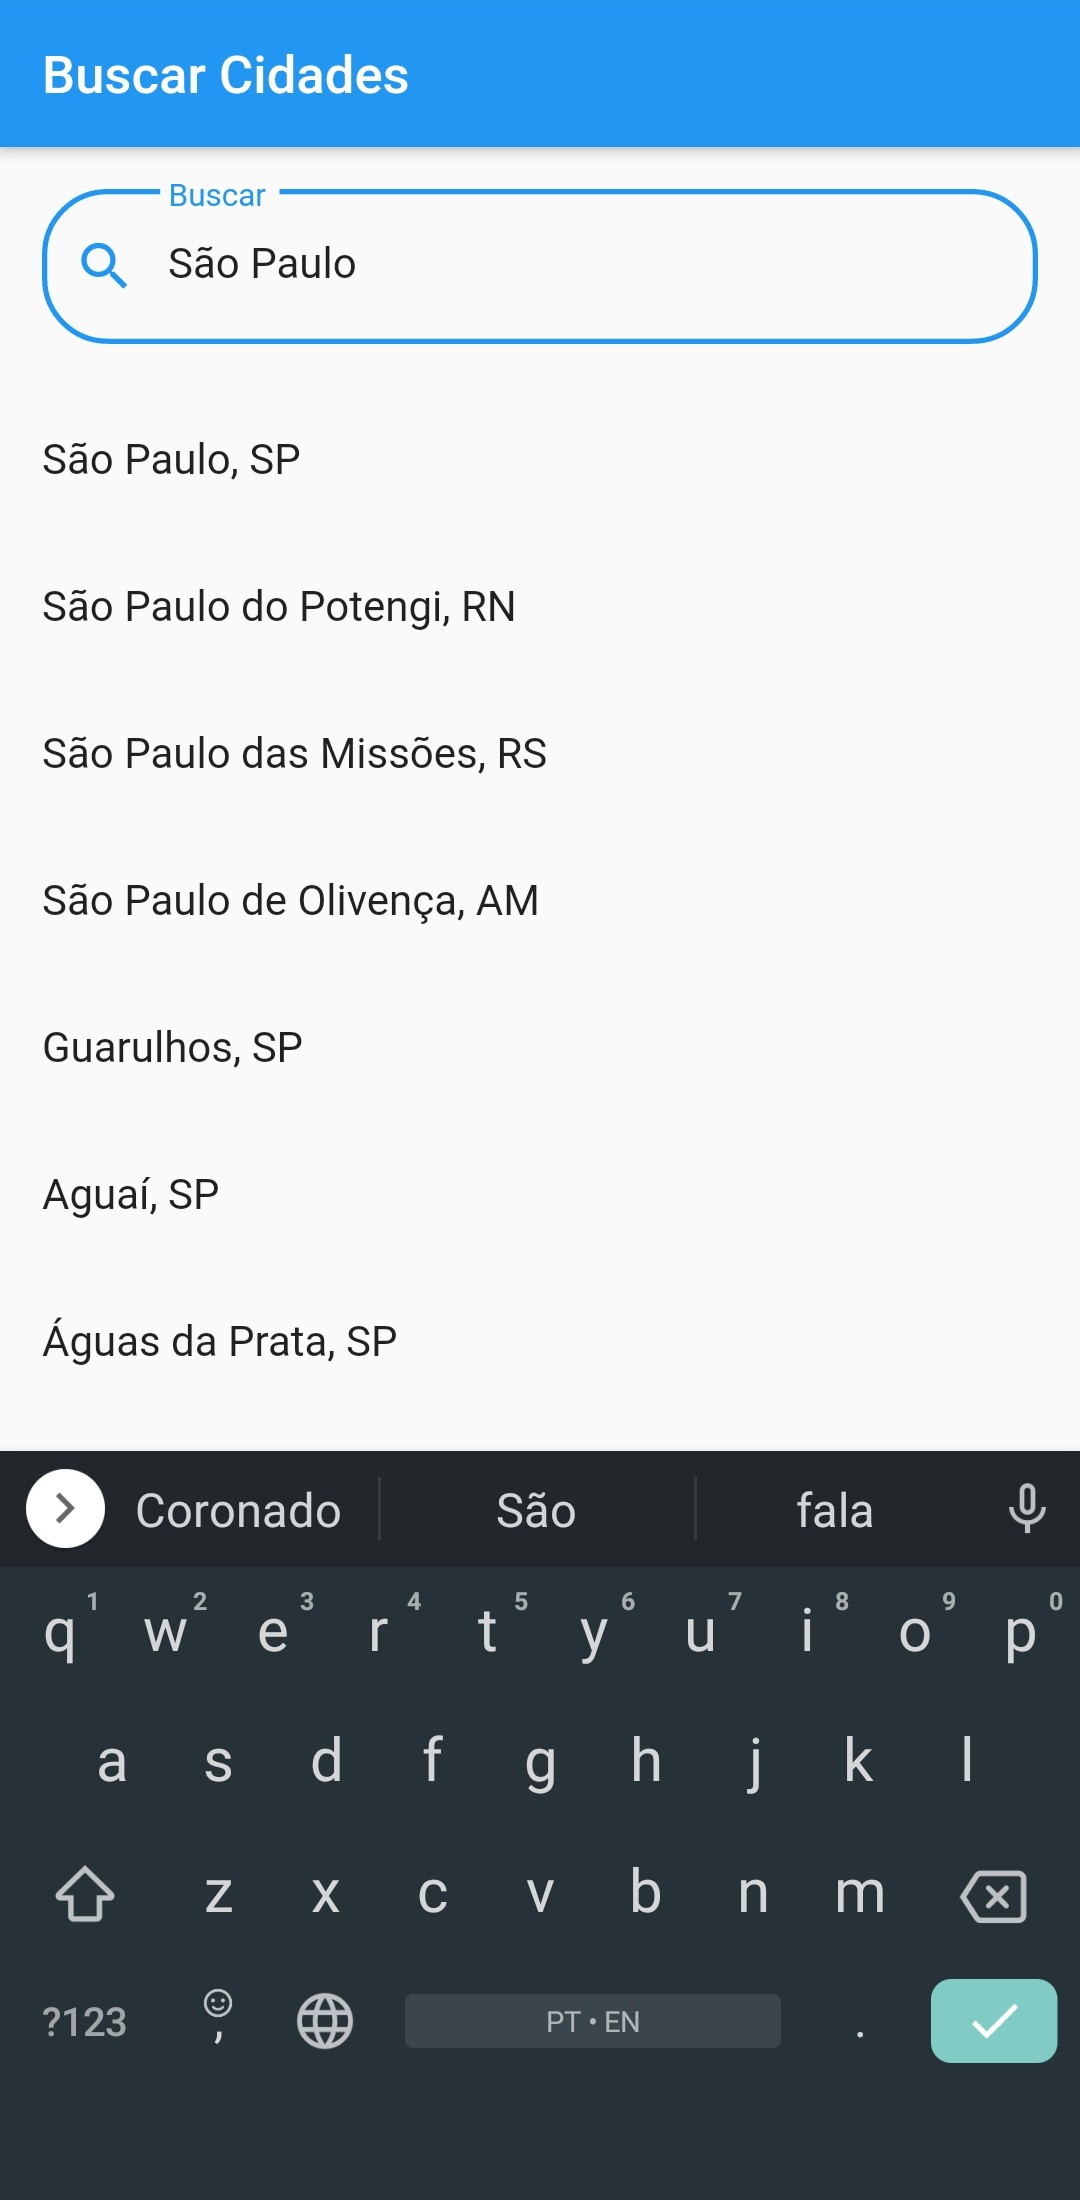 Buscar Cidades
Buscar
São Paulo
São Paulo, SP
São Paulo do Potengi, RN
São Paulo das Missões, RS
São Paulo de Olivença, AM
Guarulhos, SP
Aguaí, SP
Águas da Prata, SP
Coronado São fala
1 2 3 4 5 6 7 8 9 0
q w e r t y u i o p
a s d f g h j k l
z x c v b n m
?123 , PT • EN .